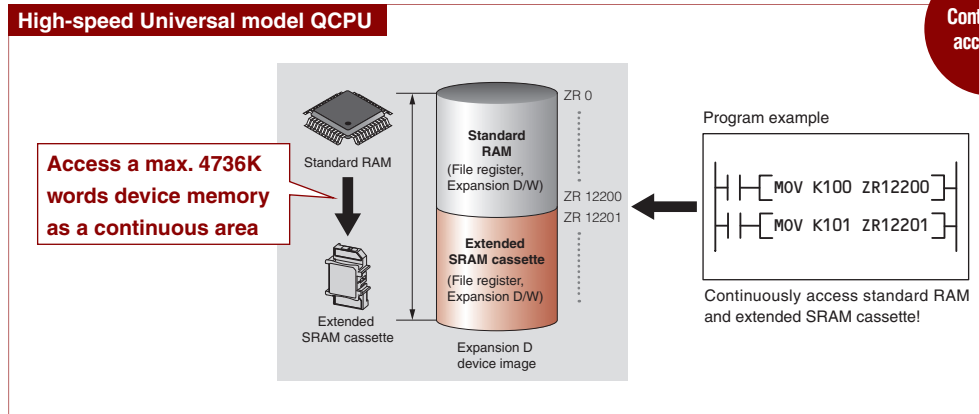 High-speed Universal model QCPU
Access a max. 4736K
words device memory
as a continuous area
Standard RAM
Extended
SRAM cassette
Standard
RAM
(File register,
Expansion D/W)
Extended
SRAM cassette
(File register,
Expansion D/W)
ZR 0
ZR 12200
ZR 12201
Expansion D
device image
Program example
MOV K100 ZR12200
MOV K101 ZR12201
Continuously access standard RAM
and extended SRAM cassette!